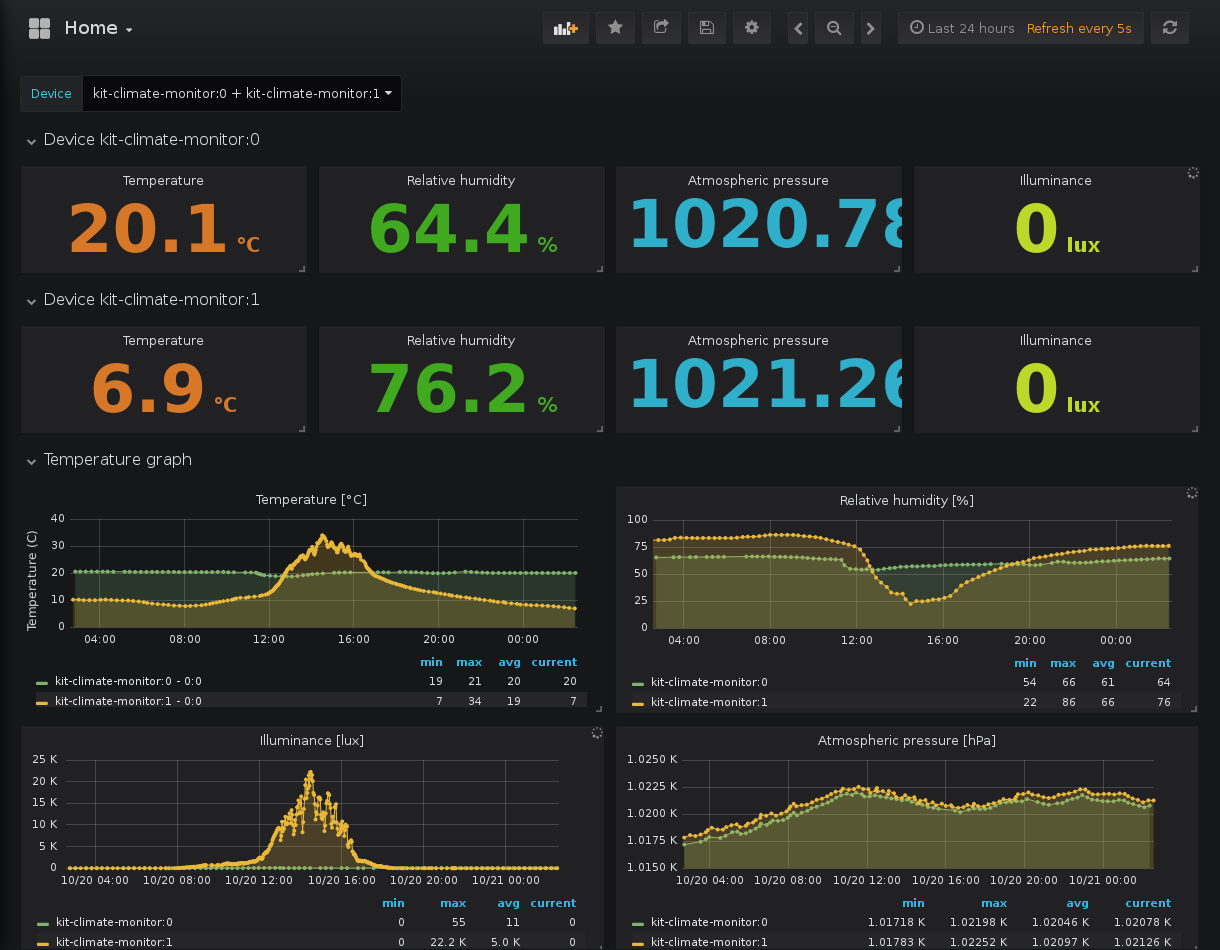 Home
Last 24 hours Refresh every 5s
Device kit-climate-monitor:0 + kit-climate-monitor:1
Device kit-climate-monitor:0
Temperature Relative humidity Atmospheric pressure Illuminance
20.1 °C 64.4 % 1020.78 0 lux
Device kit-climate-monitor:1
Temperature Relative humidity Atmospheric pressure Illuminance
6.9 °C 76.2 % 1021.26 0 lux
Temperature graph
Temperature [°C]
Temperature (C)
40
30
20
10
0
04:00 08:00 12:00 16:00 20:00 00:00
min max avg current
kit-climate-monitor:0 - 0:0 19 21 20 20
kit-climate-monitor:1 - 0:0 7 34 19 7
Relative humidity [%]
100
75
50
25
0
04:00 08:00 12:00 16:00 20:00 00:00
min max avg current
kit-climate-monitor:0 54 66 61 64
kit-climate-monitor:1 22 86 66 76
Illuminance [lux]
25 K
20 K
15 K
10 K
5 K
0
10/20 04:00 10/20 08:00 10/20 12:00 10/20 16:00 10/20 20:00 10/21 00:00
min max avg current
kit-climate-monitor:0 0 55 11 0
kit-climate-monitor:1 0 22.2 K 5.0 K 0
Atmospheric pressure [hPa]
1.0250 K
1.0225 K
1.0200 K
1.0175 K
1.0150 K
10/20 04:00 10/20 08:00 10/20 12:00 10/20 16:00 10/20 20:00 10/21 00:00
min max avg current
kit-climate-monitor:0 1.01718 K 1.02198 K 1.02046 K 1.02078 K
kit-climate-monitor:1 1.01783 K 1.02252 K 1.02097 K 1.02126 K